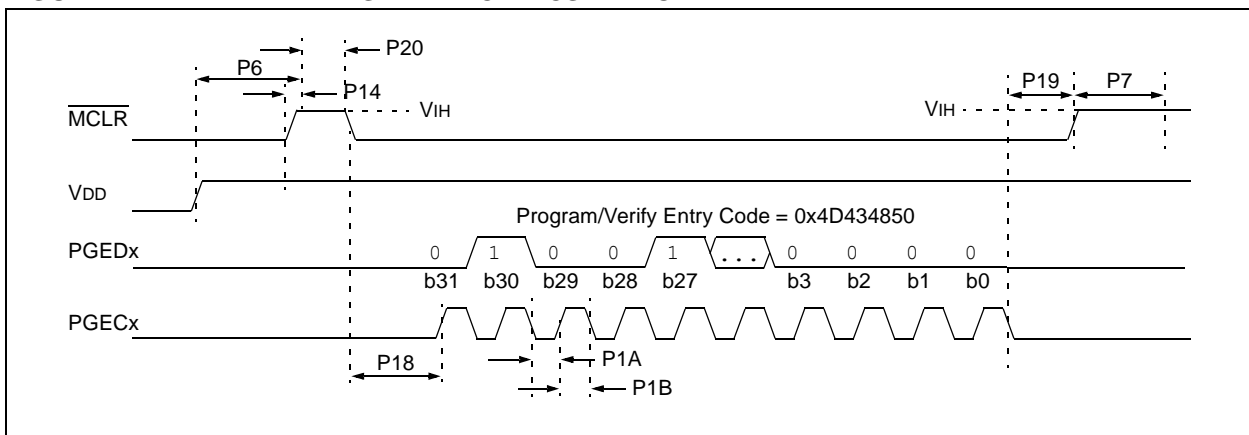 P20
P6
P19
P7
P14
VIH
VIH
MCLR
VDD
Program/Verify Entry Code = 0x4D434850
PGEDx
0 1 0 0 1 ... 0 0 0 0
b31 b30 b29 b28 b27 b3 b2 b1 b0
PGECx
P18
P1A
P1B